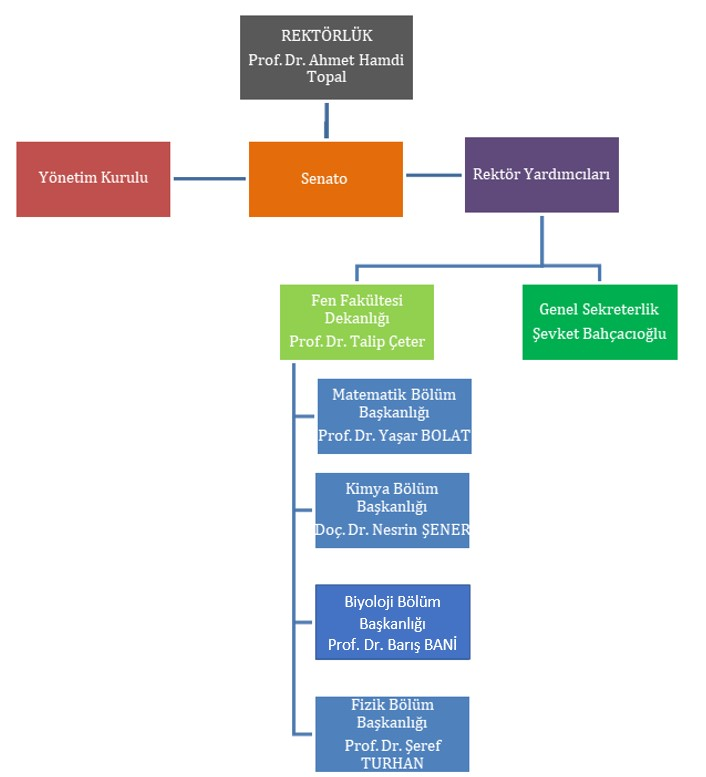 REKTÖRLÜK
Prof. Dr. Ahmet Hamdi
Topal
Yönetim Kurulu
Senato
Rektör Yardımcıları
Fen Fakültesi
Dekanlığı
Prof. Dr. Talip Çeter
Genel Sekreterlik
Şevket Bahçacıoğlu
Matematik Bölüm
Başkanlığı
Prof. Dr. Yaşar BOLAT
Kimya Bölüm
Başkanlığı
Doç. Dr. Nesrin ŞENER
Biyoloji Bölüm
Başkanlığı
Prof. Dr. Barış BANİ
Fizik Bölüm
Başkanlığı
Prof. Dr. Şeref
TURHAN